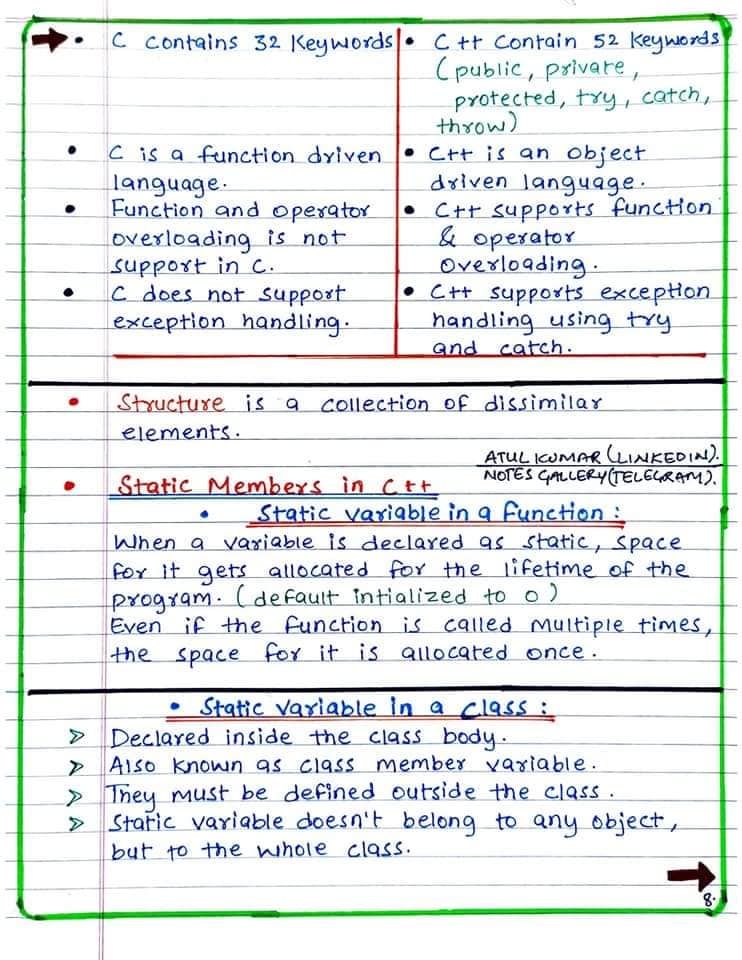 • C contains 32 Keywords
• C++ Contain 52 Keywords
(public, private,
protected, try, catch,
throw)
• C is a function driven
language.
• C++ is an object
driven language.
• Function and operator
overloading is not
support in C.
• C++ supports function
& operator
overloading.
• C does not support
exception handling.
• C++ supports exception
handling using try
and catch.
• Structure is a collection of dissimilar
elements.
ATUL KUMAR (LINKEDIN).
NOTES GALLERY (TELEGRAM).
• Static Members in C++
• Static variable in a function :
When a variable is declared as static, space
for it gets allocated for the lifetime of the
program. (default intialized to 0)
Even if the function is called multiple times,
the space for it is allocated once.
• Static variable in a class :
Declared inside the class body.
Also known as class member variable.
They must be defined outside the class.
Static variable doesn't belong to any object,
but to the whole class.
8.